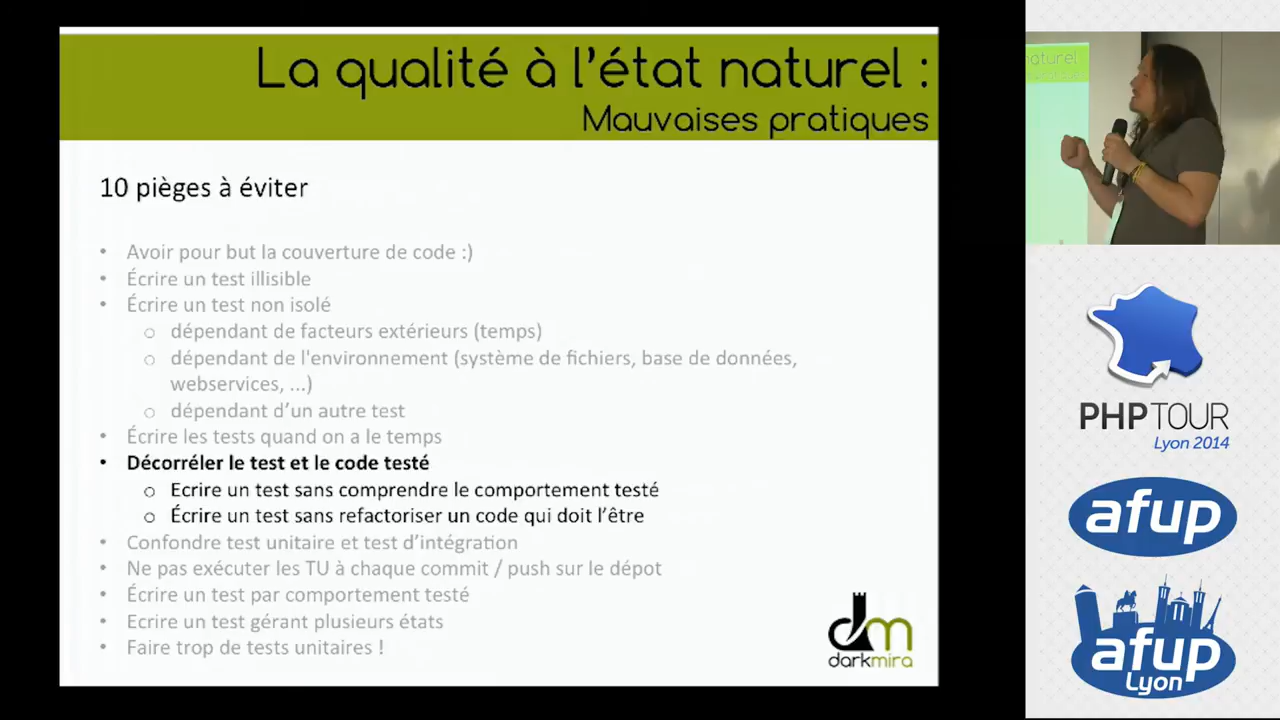 La qualité à l'état naturel :
Mauvaises pratiques
10 pièges à éviter
• Avoir pour but la couverture de code :)
• Écrire un test illisible
• Écrire un test non isolé
o dépendant de facteurs extérieurs (temps)
o dépendant de l'environnement (système de fichiers, base de données,
webservices, ...)
o dépendant d'un autre test
• Écrire les tests quand on a le temps
• Décorréler le test et le code testé
o Ecrire un test sans comprendre le comportement testé
o Écrire un test sans refactoriser un code qui doit l'être
• Confondre test unitaire et test d'intégration
• Ne pas exécuter les TU à chaque commit / push sur le dépot
• Écrire un test par comportement testé
• Ecrire un test gérant plusieurs états
• Faire trop de tests unitaires !
dm
darkmira
naturel
PHP TOUR
Lyon 2014
afup
afup
Lyon